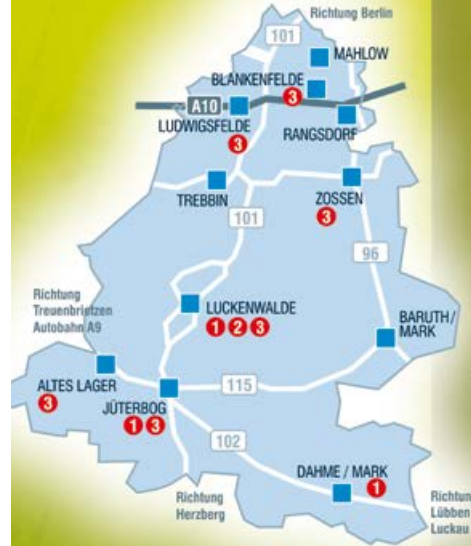 Richtung Berlin
101
MAHLOW
BLANKENFELDE
3
A10
LUDWIGSFELDE
3
RANGSDORF
TREBBIN
ZOSSEN
3
101
96
Richtung
Treuenbrietzen
Autobahn A9
LUCKENWALDE
1 2 3
BARUTH /
MARK
ALTES LAGER
3
JÜTERBOG
1 3
115
102
DAHME / MARK
1
Richtung
Herzberg
Richtun
Lübben
Luckau